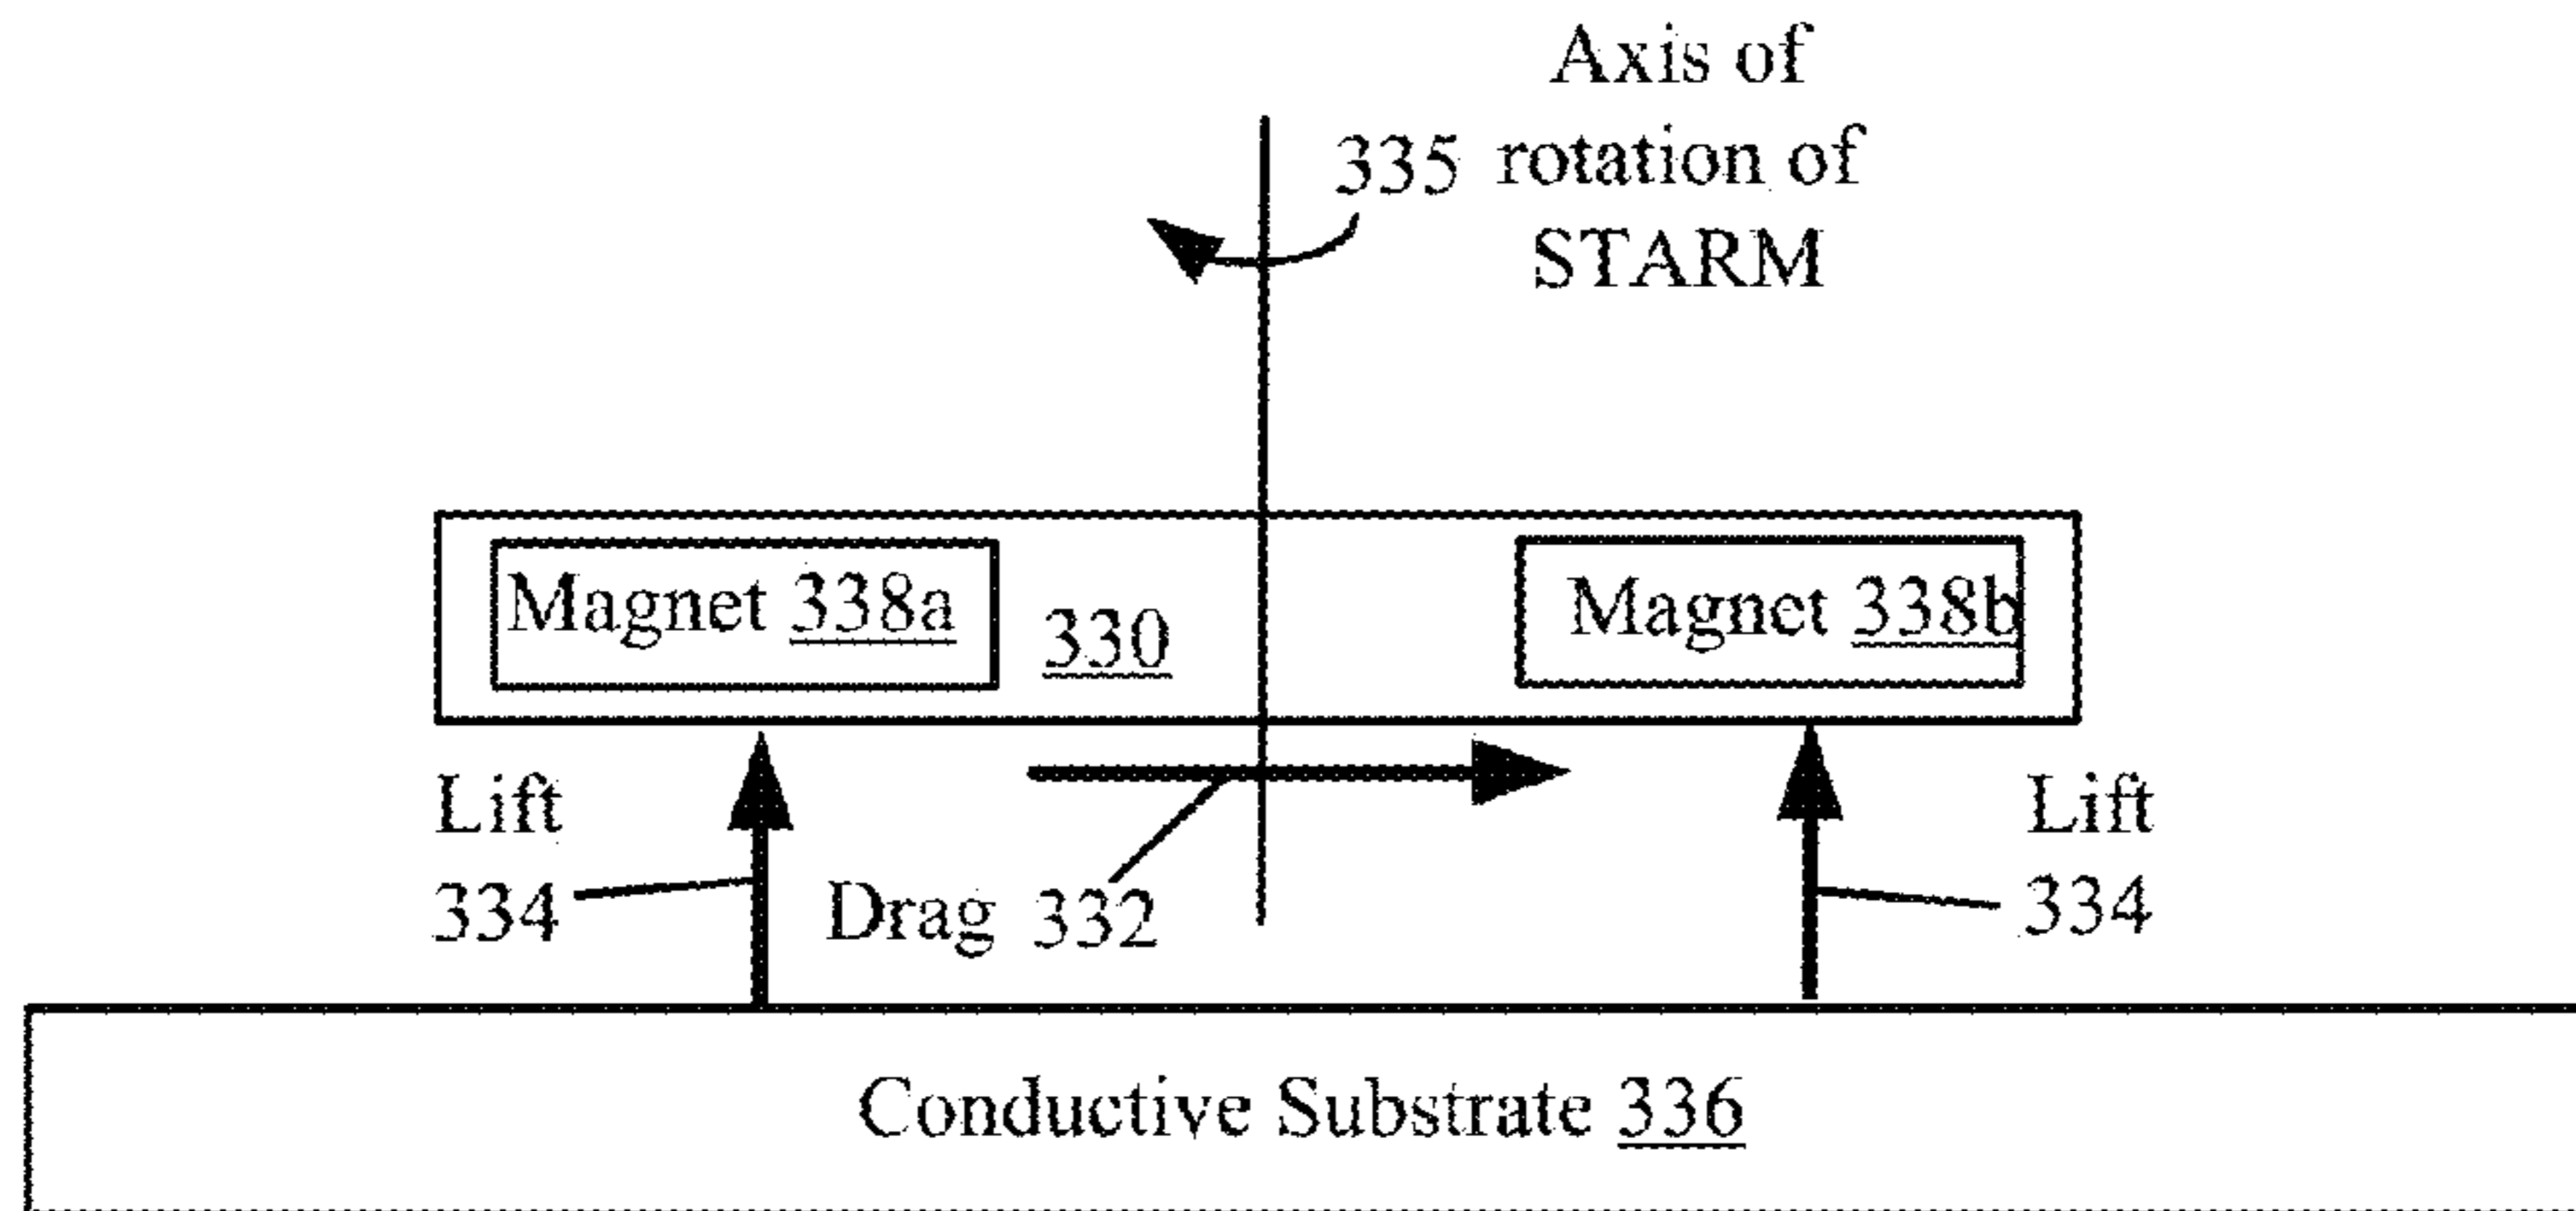 Axis of
335 rotation of
STARM
Magnet 338a
330
Magnet 338b
Lift
334
Drag 332
Lift
334
Conductive Substrate 336